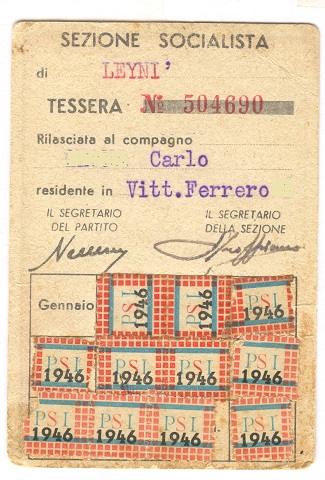 SEZIONE SOCIALISTA
di LEYNI'
TESSERA № 504690
Rilasciata al compagno
Carlo
residente in Vitt.Ferrero
IL SEGRETARIO DEL PARTITO
IL SEGRETARIO DELLA SEZIONE
Gennaio
PSI 1946 PSI 1946 PSI 1946
PSI 1946 PSI 1946 PSI 1946 PSI 1946
PSI 1946 PSI 1946 PSI 1946 PSI 1946